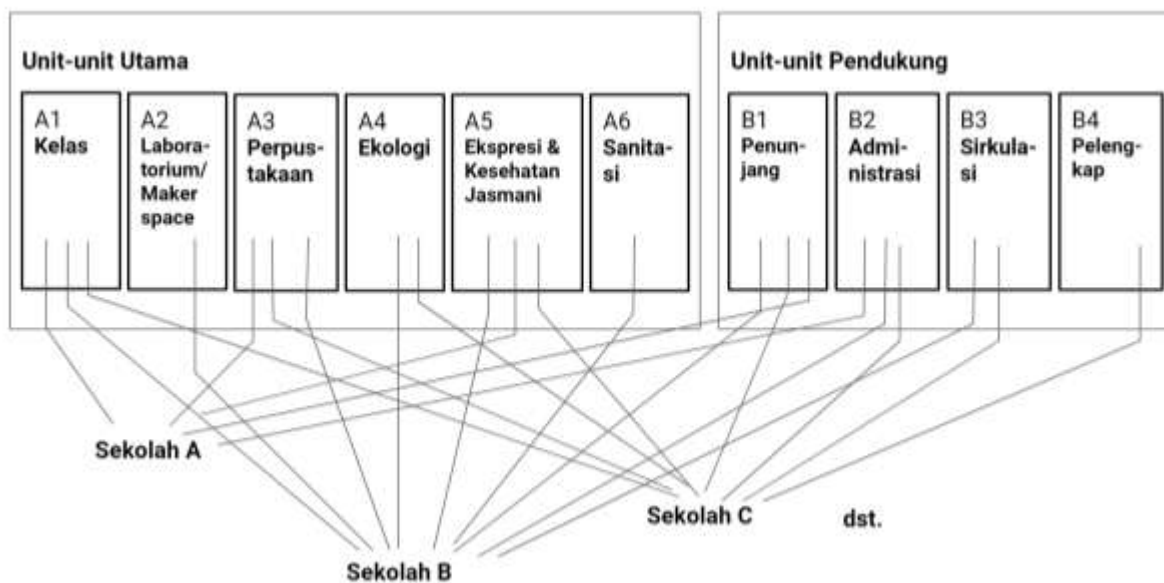 Unit-unit Utama
A1
Kelas
A2
Labora-
torium/
Maker
space
A3
Perpus-
takaan
A4
Ekologi
A5
Ekspresi &
Kesehatan
Jasmani
A6
Sanita-
si
Unit-unit Pendukung
B1
Penun-
jang
B2
Admi-
nistrasi
B3
Sirkula-
si
B4
Peleng-
kap
Sekolah A
Sekolah C
dst.
Sekolah B